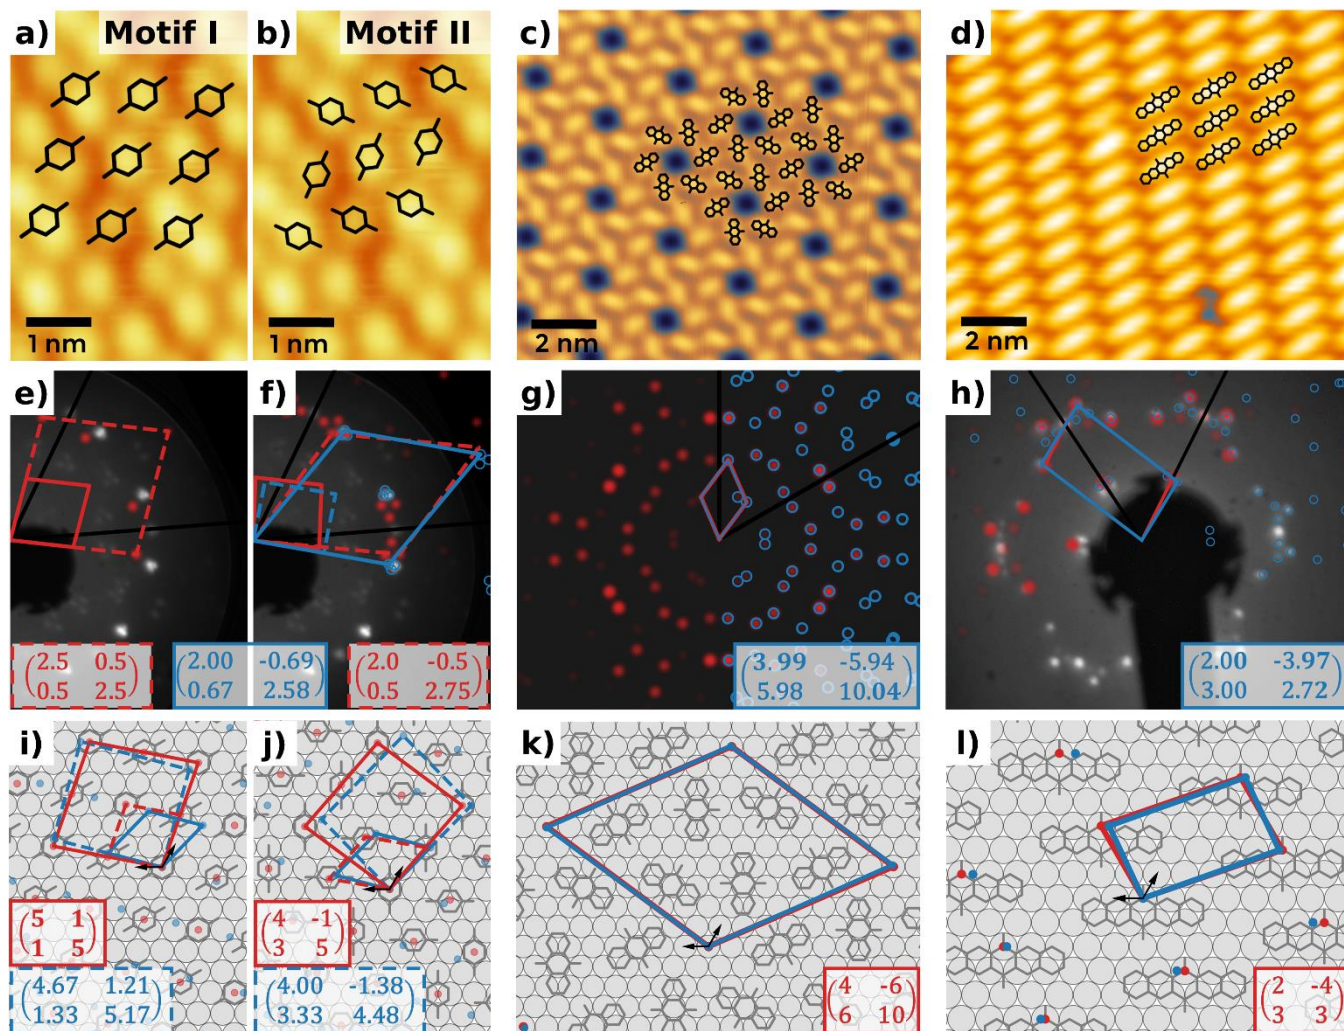 a) Motif I
b) Motif II
c)
d)
1 nm
1 nm
2 nm
2 nm
e)
f)
g)
h)
(2.5 0.5
0.5 2.5)
(2.00 -0.69
0.67 2.58)
(2.0 -0.5
0.5 2.75)
(3.99 -5.94
5.98 10.04)
(2.00 -3.97
3.00 2.72)
i)
j)
k)
l)
(5 1
1 5)
(4.67 1.21
1.33 5.17)
(4 -1
3 5)
(4.00 -1.38
3.33 4.48)
(4 -6
6 10)
(2 -4
3 3)